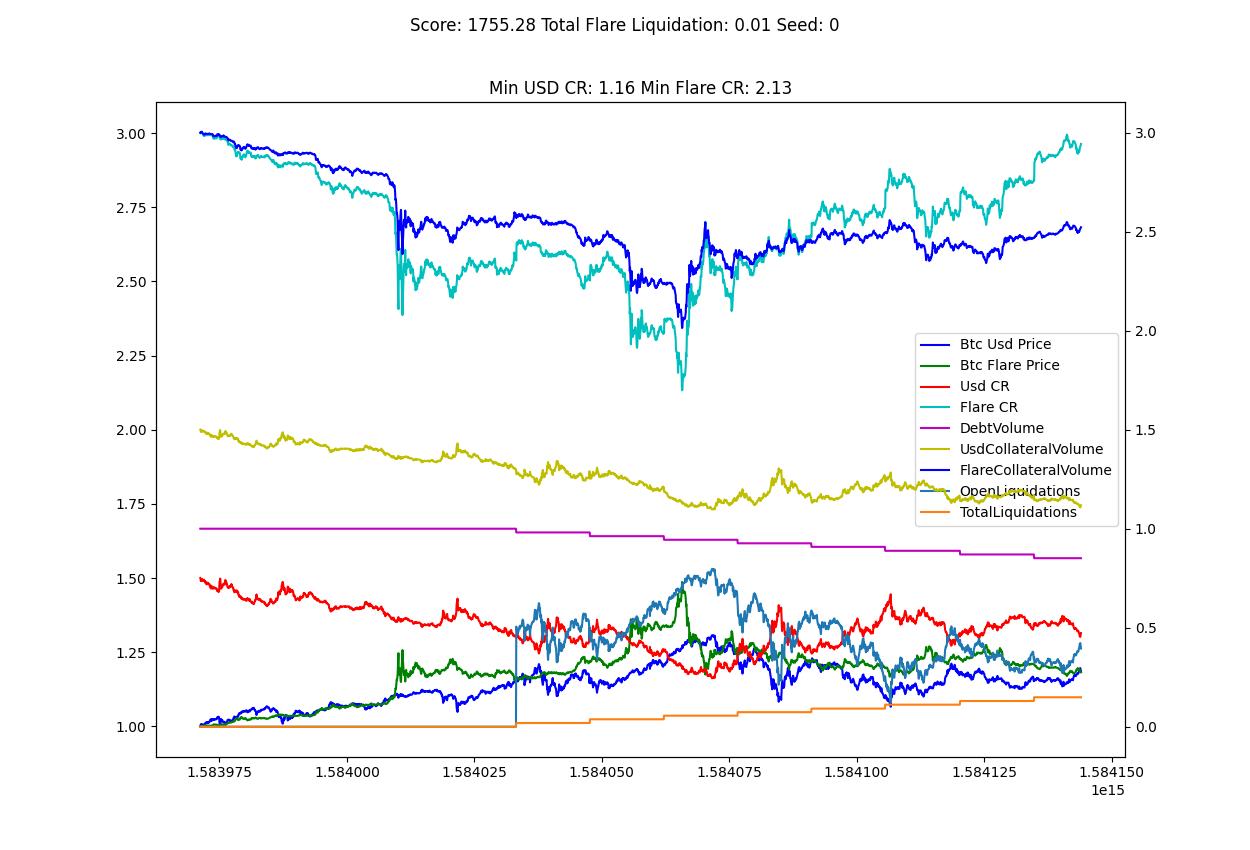 Score: 1755.28 Total Flare Liquidation: 0.01 Seed: 0
Min USD CR: 1.16 Min Flare CR: 2.13
3.00
2.75
2.50
2.25
2.00
1.75
1.50
1.25
1.00
3.0
2.5
2.0
1.5
1.0
0.5
0.0
Btc Usd Price
Btc Flare Price
Usd CR
Flare CR
DebtVolume
UsdCollateralVolume
FlareCollateralVolume
OpenLiquidations
TotalLiquidations
1.583975 1.584000 1.584025 1.584050 1.584075 1.584100 1.584125 1.584150
1e15